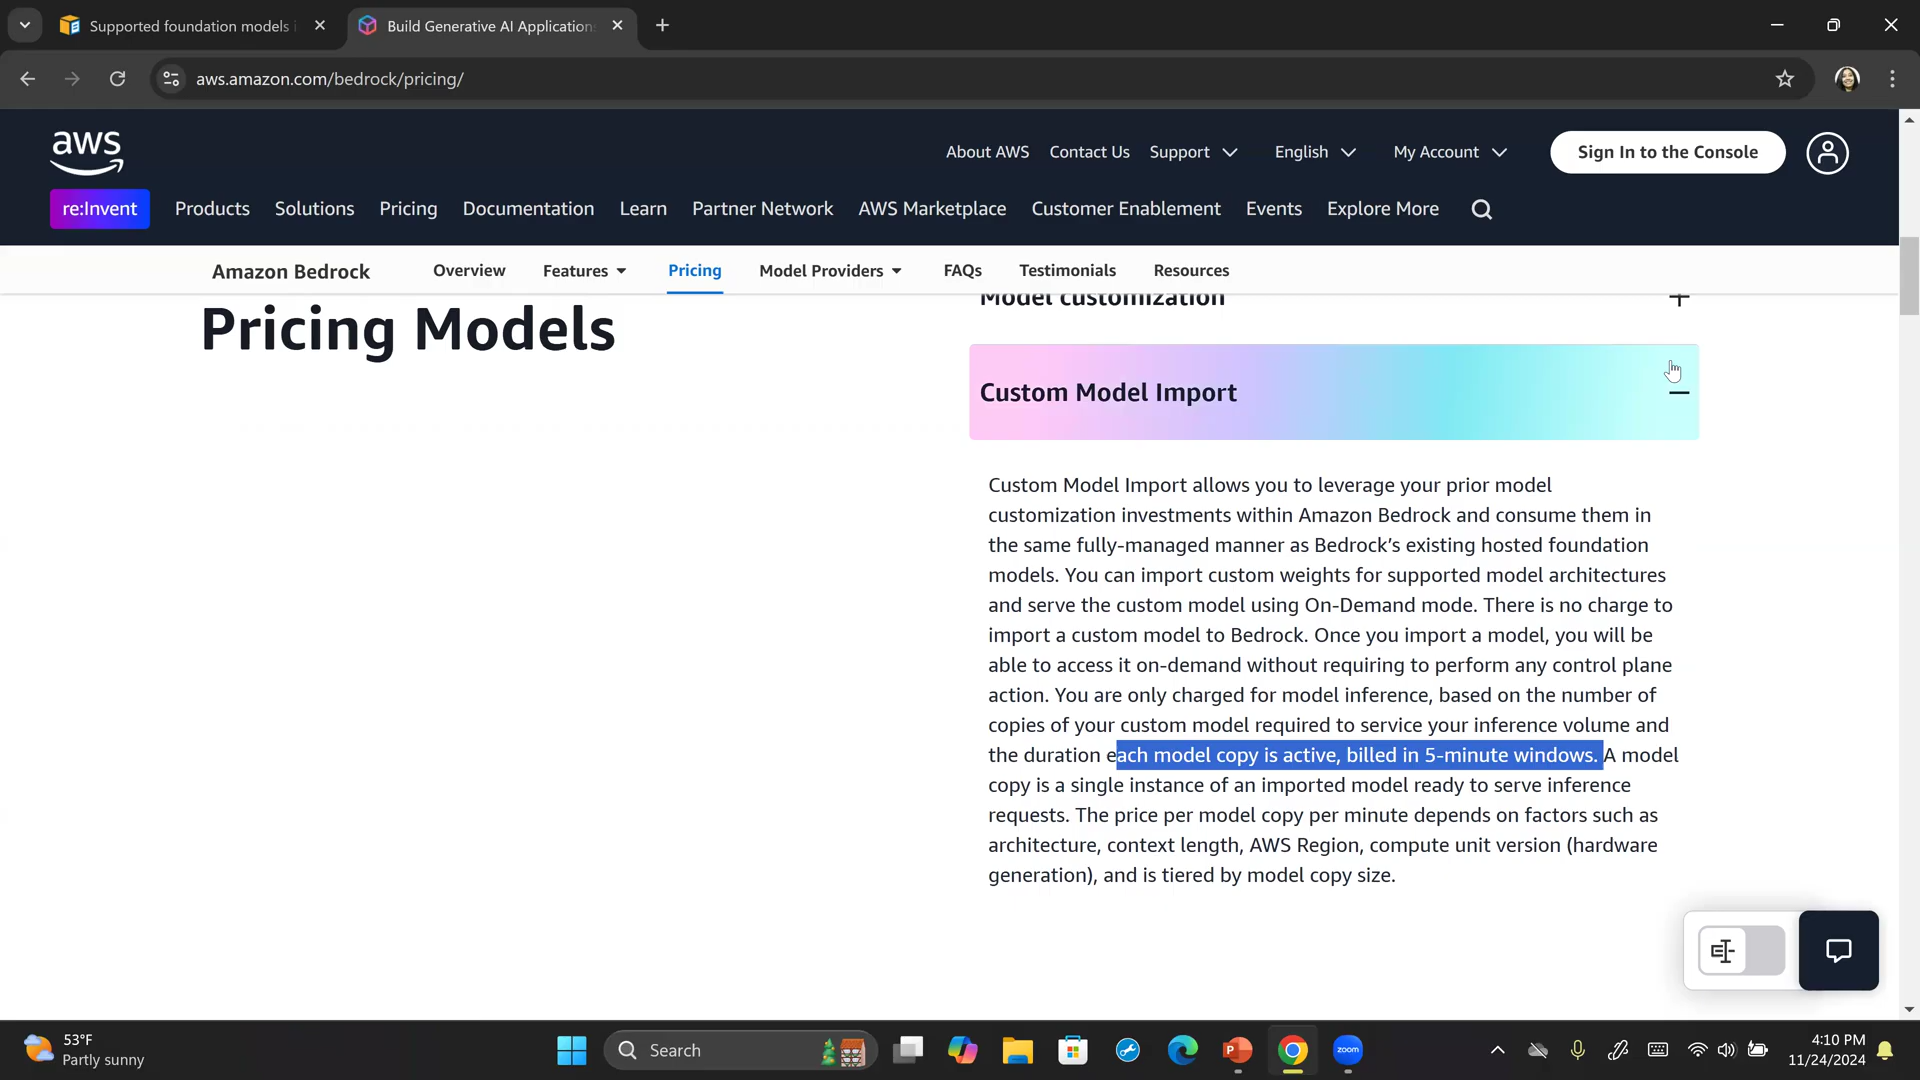 Supported foundation models i
Build Generative AI Applications
aws.amazon.com/bedrock/pricing/
aws
About AWS
Contact Us
Support
English
My Account
Sign In to the Console
re:Invent
Products
Solutions
Pricing
Documentation
Learn
Partner Network
AWS Marketplace
Customer Enablement
Events
Explore More
Amazon Bedrock
Overview
Features
Pricing
Model Providers
FAQs
Testimonials
Resources
Pricing Models
Model customization
Custom Model Import
Custom Model Import allows you to leverage your prior model
customization investments within Amazon Bedrock and consume them in
the same fully-managed manner as Bedrock’s existing hosted foundation
models. You can import custom weights for supported model architectures
and serve the custom model using On-Demand mode. There is no charge to
import a custom model to Bedrock. Once you import a model, you will be
able to access it on-demand without requiring to perform any control plane
action. You are only charged for model inference, based on the number of
copies of your custom model required to service your inference volume and
the duration each model copy is active, billed in 5-minute windows. A model
copy is a single instance of an imported model ready to serve inference
requests. The price per model copy per minute depends on factors such as
architecture, context length, AWS Region, compute unit version (hardware
generation), and is tiered by model copy size.
53°F
Partly sunny
Search
zoom
4:10 PM
11/24/2024